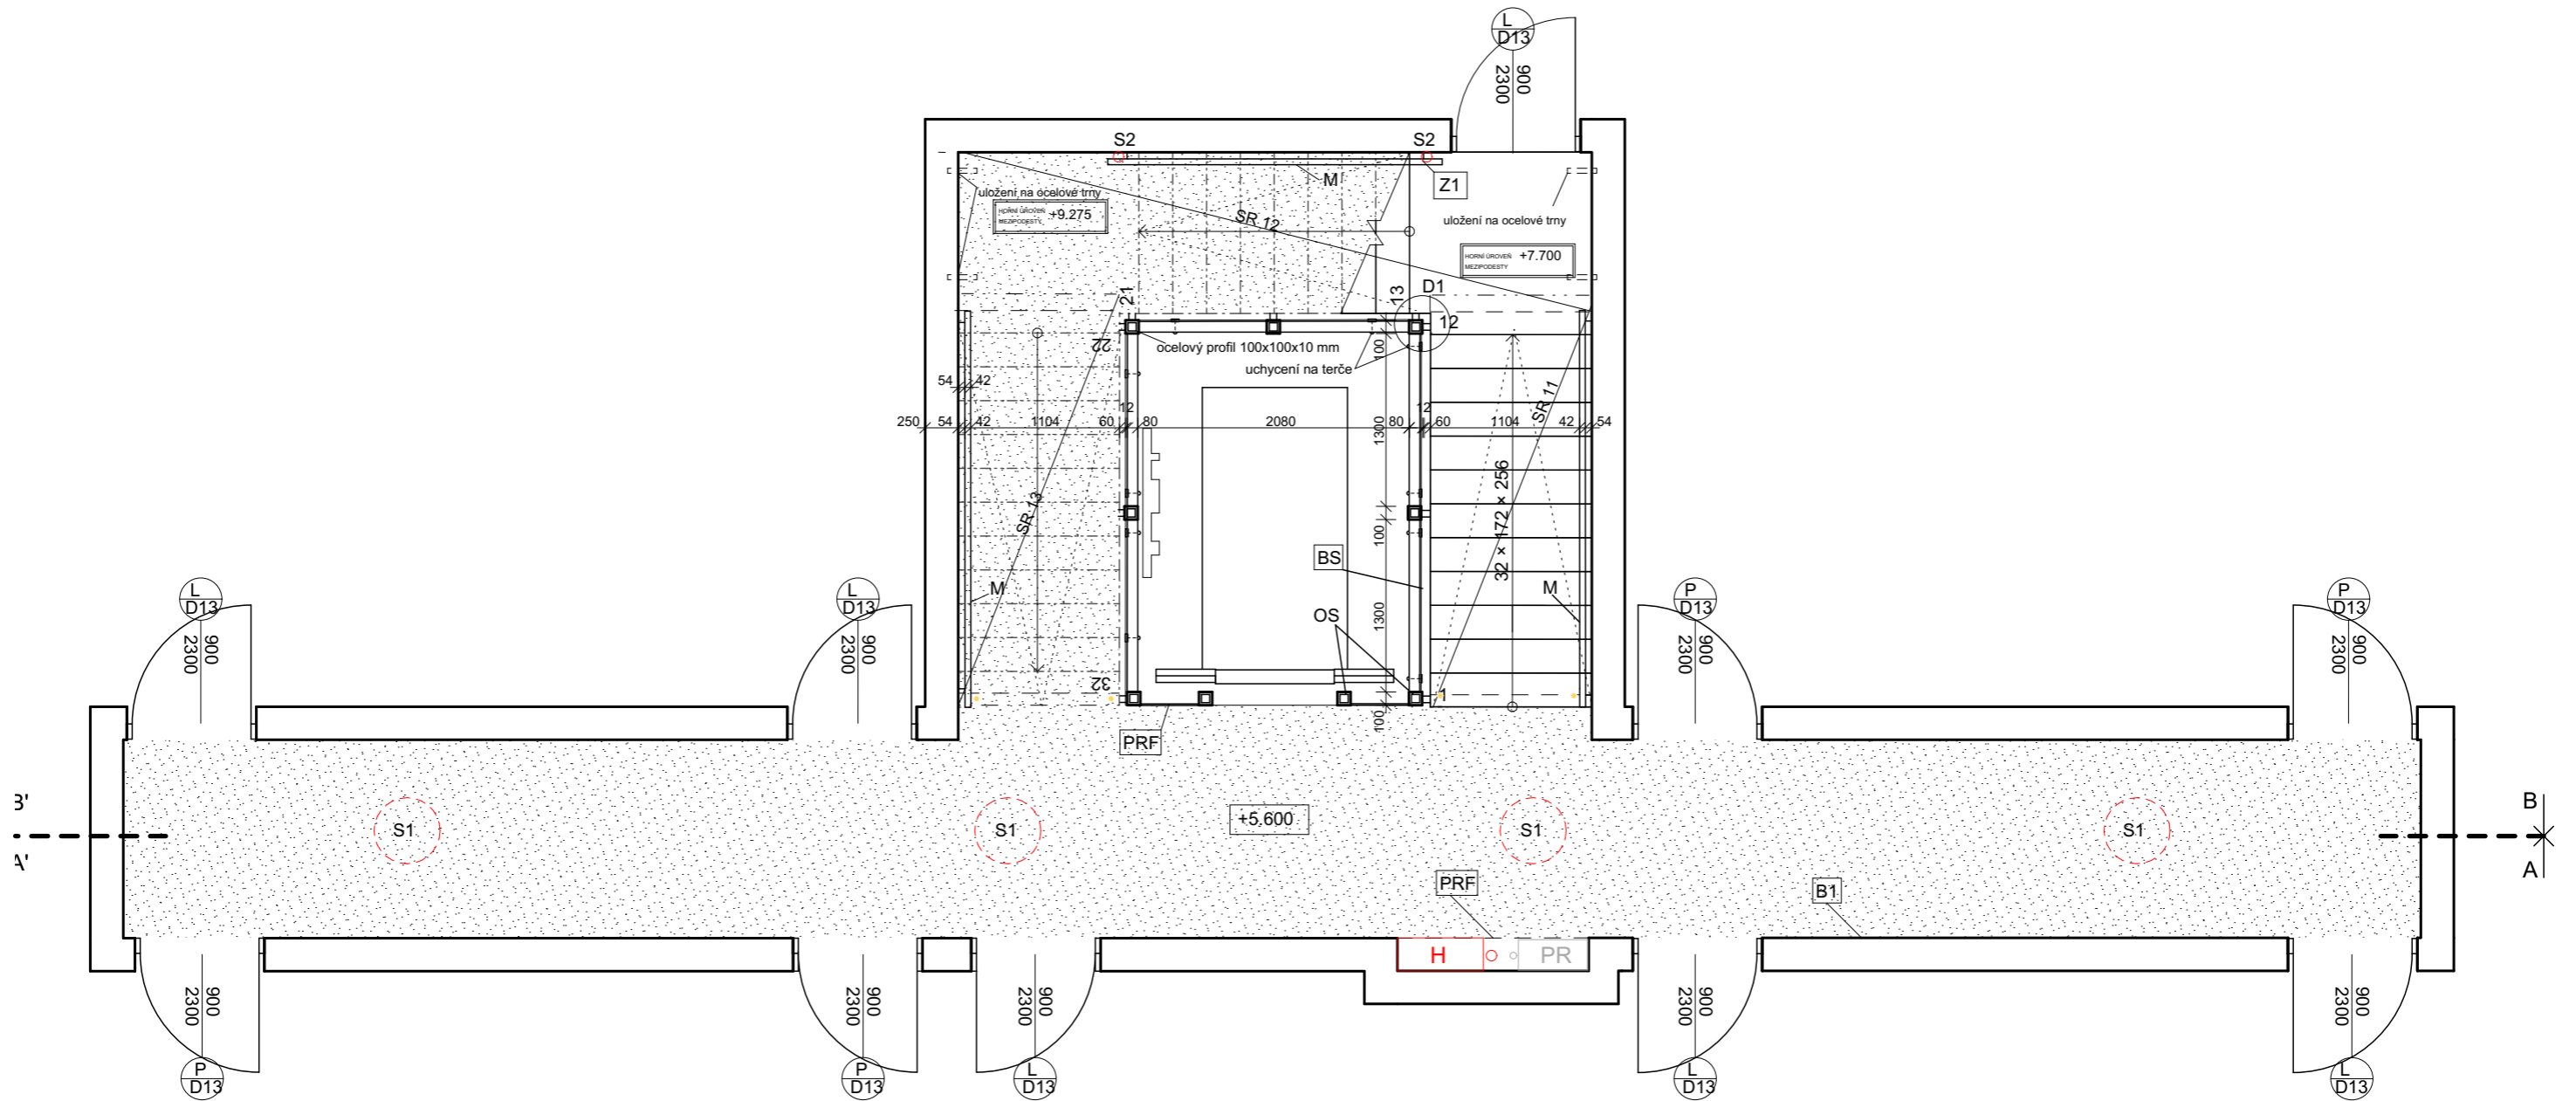 L
D13
900
2300
S2
S2
M
Z1
uložení na ocelové trny
HORNÍ ÚROVEŇ
MEZIPODESTY
+9.275
SR 12
uložení na ocelové trny
HORNÍ ÚROVEŇ
MEZIPODESTY
+7.700
21
13
D1
12
22
ocelový profil 100x100x10 mm
uchycení na terče
100
54
42
SR 11
250
54
42
1104
60
12
80
2080
80
12
60
1104
42
54
1300
32 × 172 × 256
SR 13
100
BS
M
OS
M
1300
32
1
100
PRF
L
D13
900
2300
L
D13
900
2300
P
D13
900
2300
P
D13
900
2300
B'
A'
S1
S1
+5.600
S1
S1
B
A
PRF
B1
H
PR
900
2300
P
D13
900
2300
P
D13
900
2300
L
D13
900
2300
L
D13
900
2300
L
D13